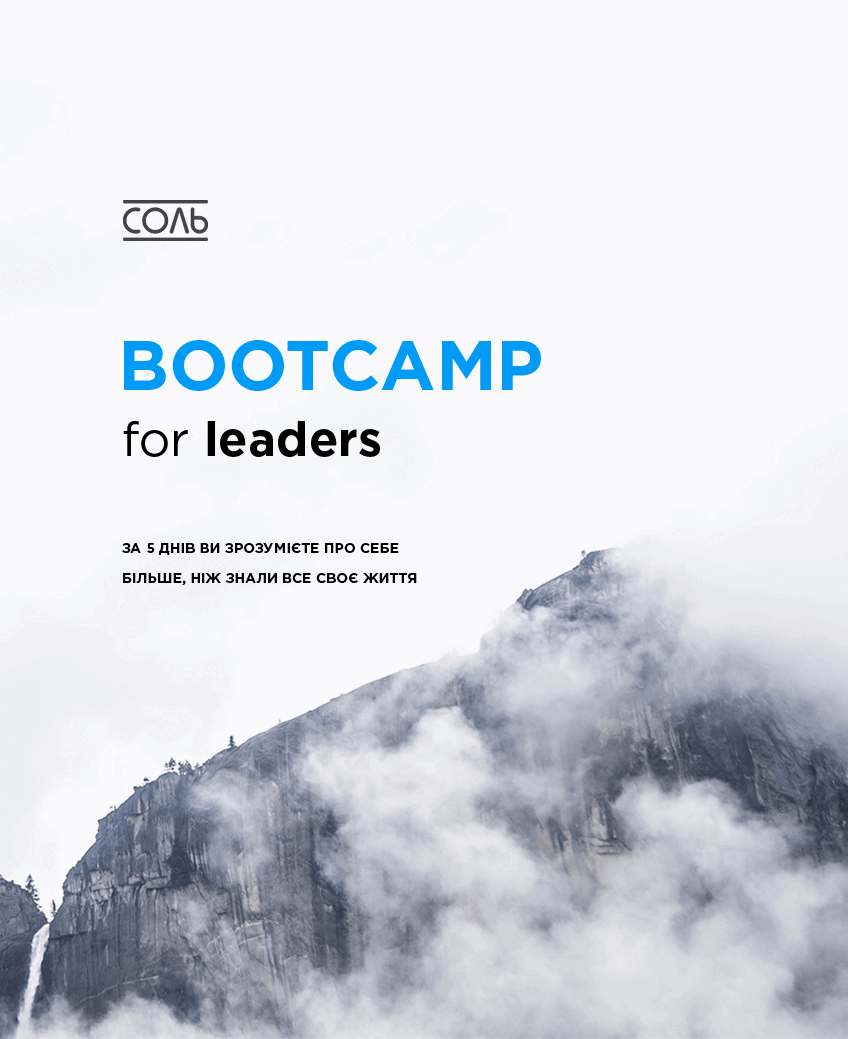 СОЛЬ
BOOTCAMP
for leaders
ЗА 5 ДНІВ ВИ ЗРОЗУМІЄТЕ ПРО СЕБЕ
БІЛЬШЕ, НІЖ ЗНАЛИ ВСЕ СВОЄ ЖИТТЯ